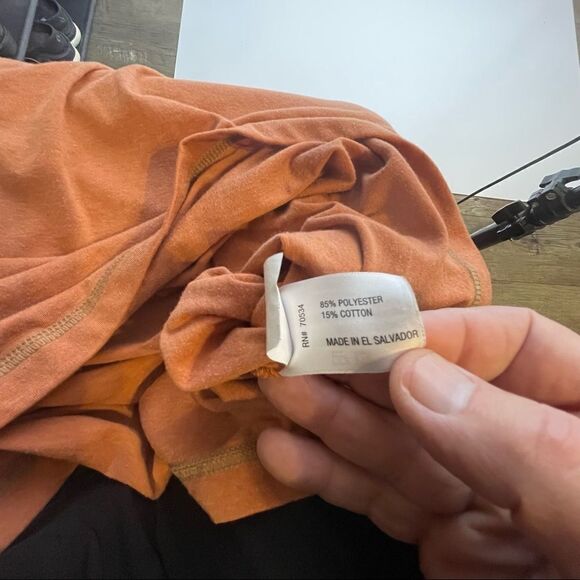 RN# 70534
85% POLYESTER
15% COTTON
MADE IN EL SALVADOR